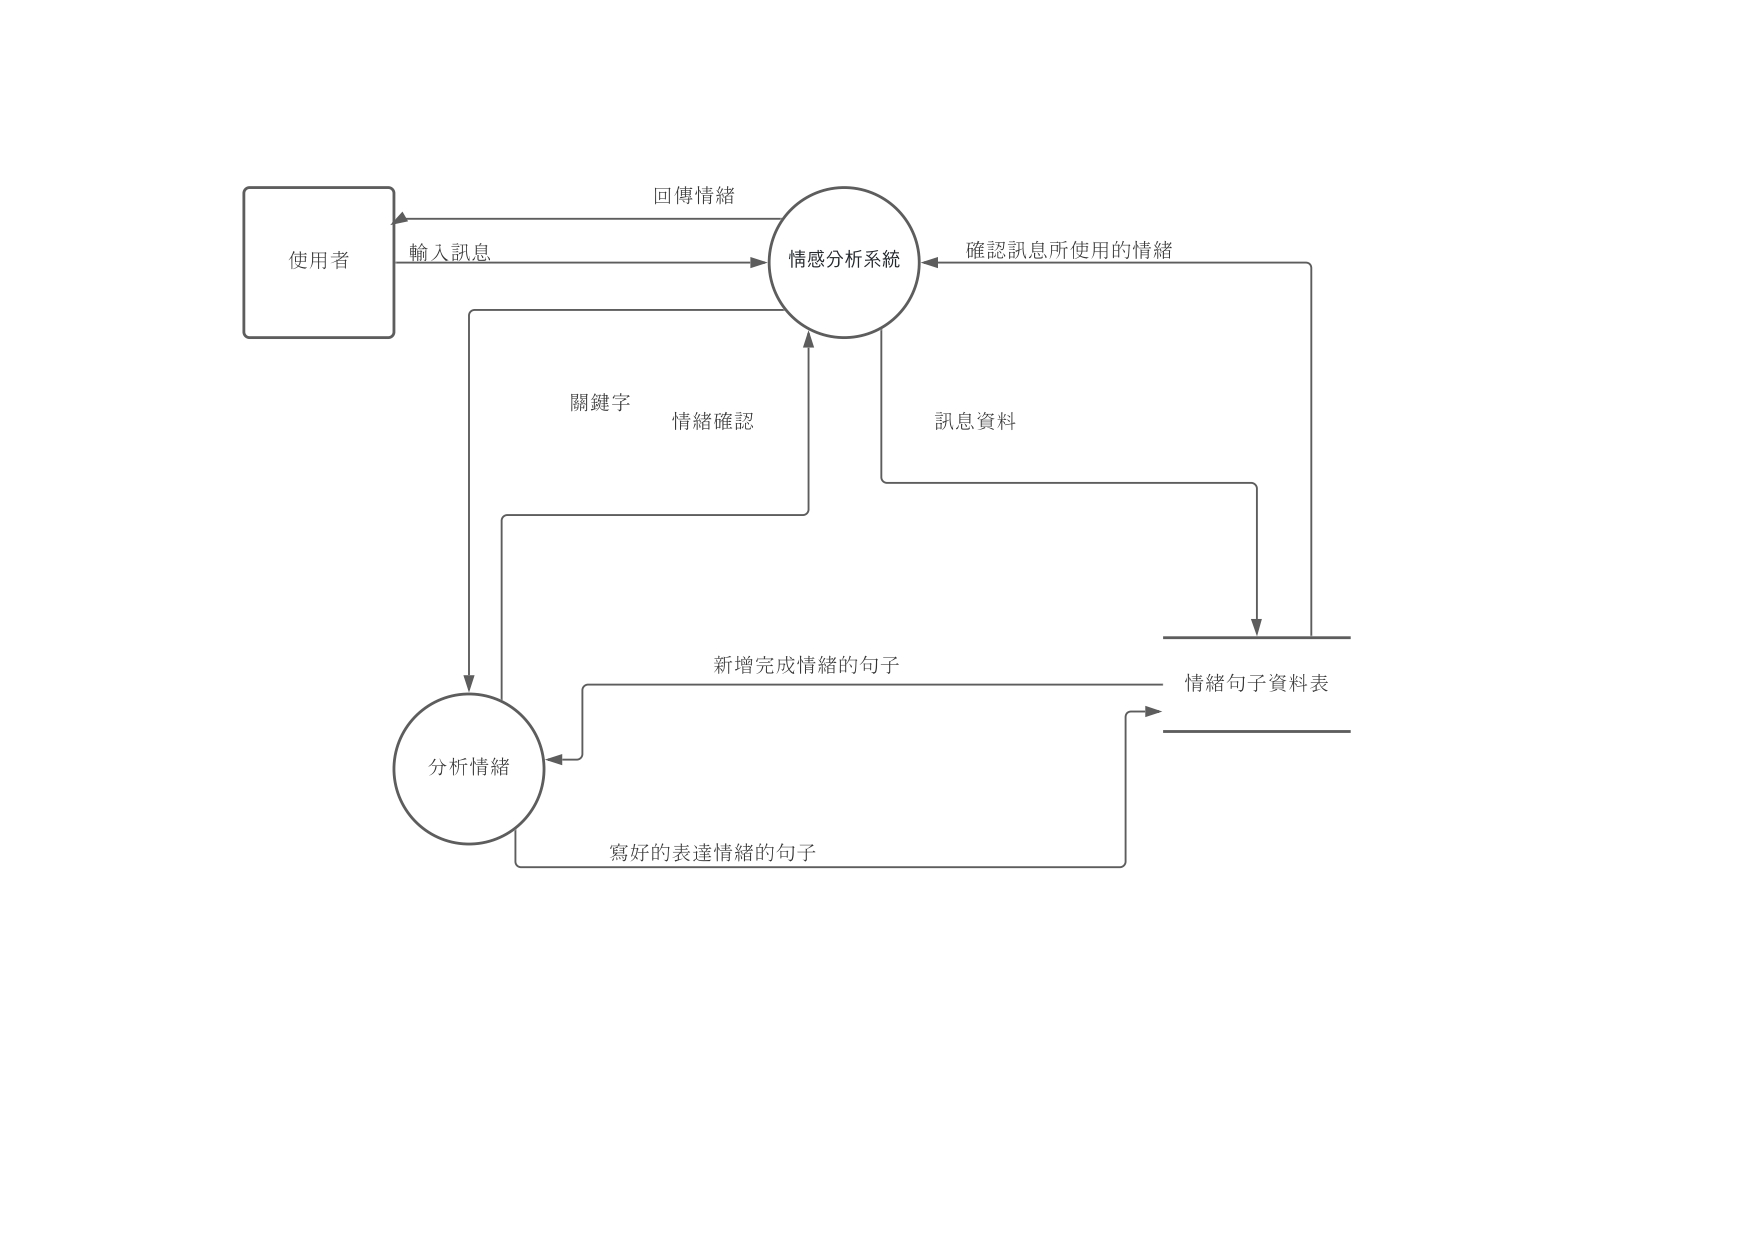 回傳情緒
使用者
輸入訊息
情感分析系統
確認訊息所使用的情緒
關鍵字
情緒確認
訊息資料
新增完成情緒的句子
情緒句子資料表
分析情緒
寫好的表達情緒的句子